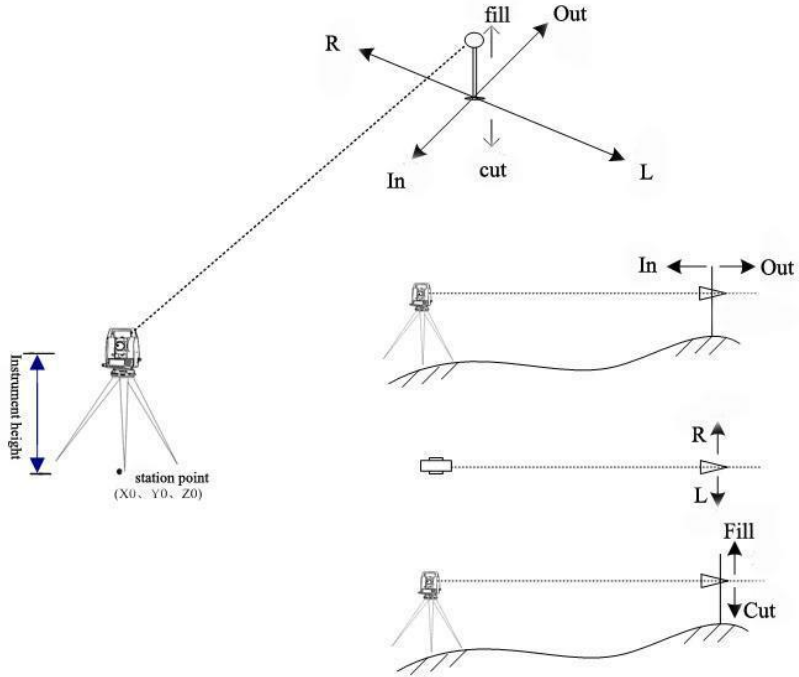 fill
Out
R
In
cut
L
In
Out
Instrument height
station point
(X0、Y0、Z0)
R
L
Fill
Cut